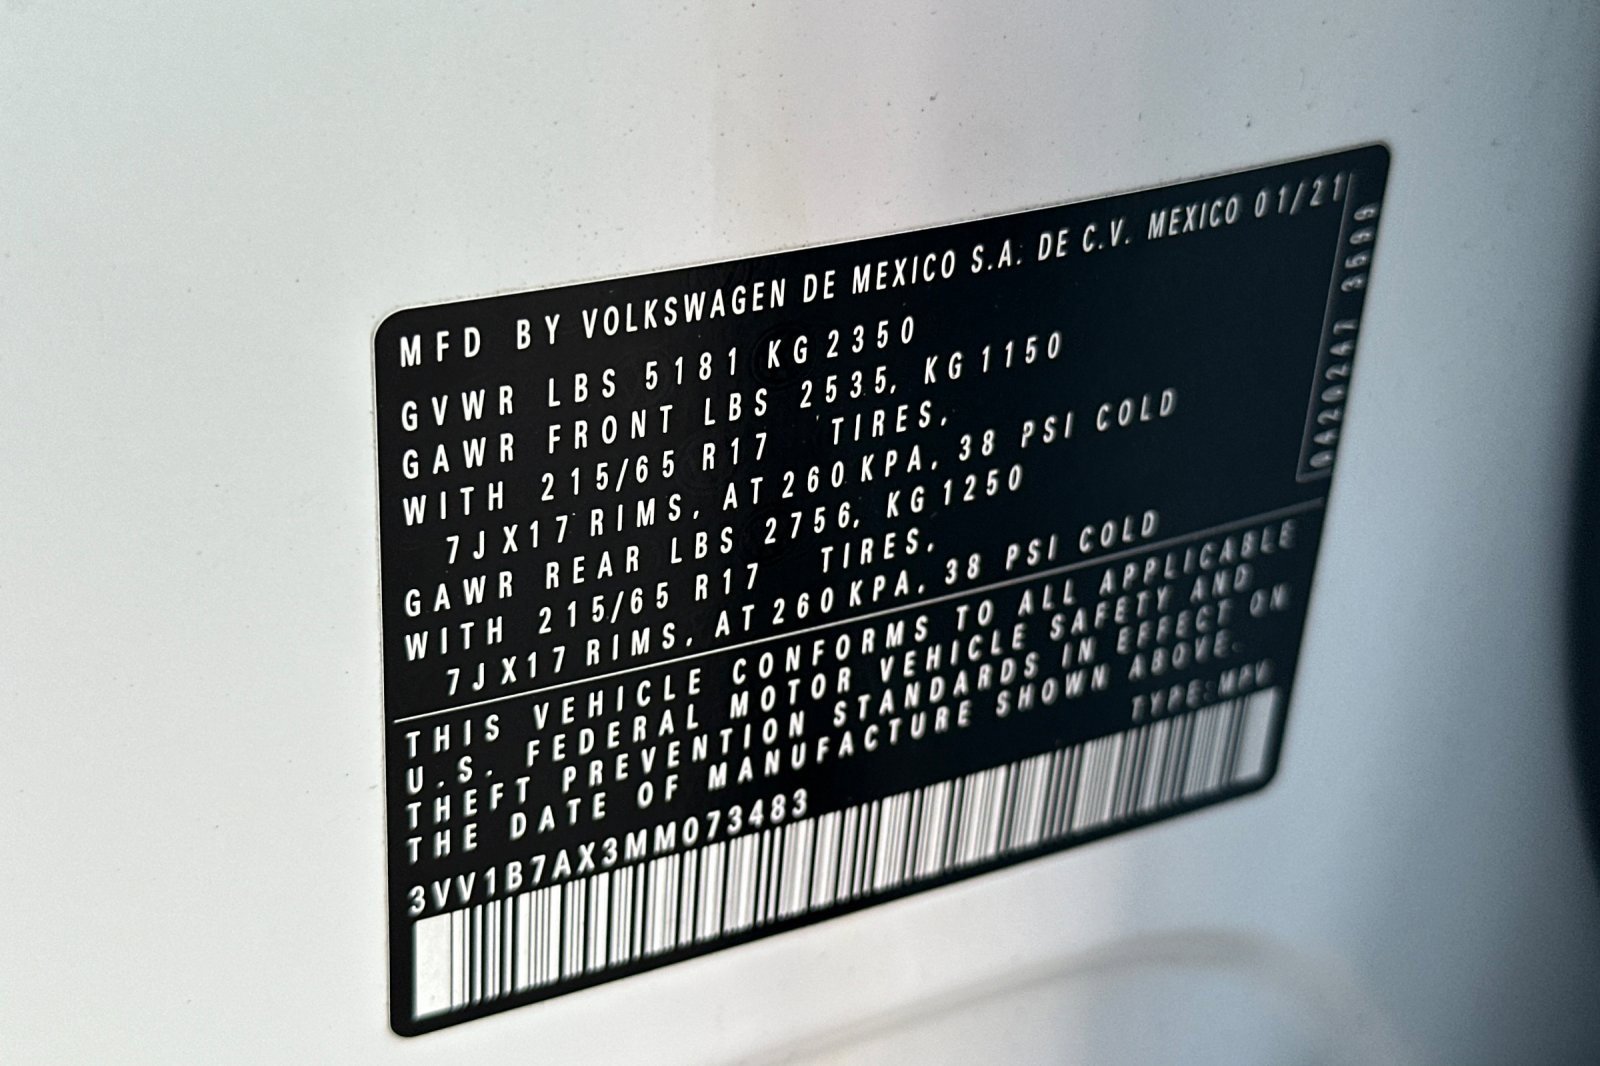 MFD BY VOLKSWAGEN DE MEXICO S.A. DE C.V. MEXICO 01/21
GVWR LBS 5181 KG 2350
GAWR FRONT LBS 2535, KG 1150
WITH 215/65 R17 TIRES,
7JX17 RIMS, AT 260 KPA, 38 PSI COLD
GAWR REAR LBS 2756, KG 1250
WITH 215/65 R17 TIRES,
7JX17 RIMS, AT 260 KPA, 38 PSI COLD
THIS VEHICLE CONFORMS TO ALL APPLICABLE
U.S. FEDERAL MOTOR VEHICLE SAFETY AND
THEFT PREVENTION STANDARDS IN EFFECT ON
THE DATE OF MANUFACTURE SHOWN ABOVE.
TYPE:MPV
3VV1B7AX3MM073483